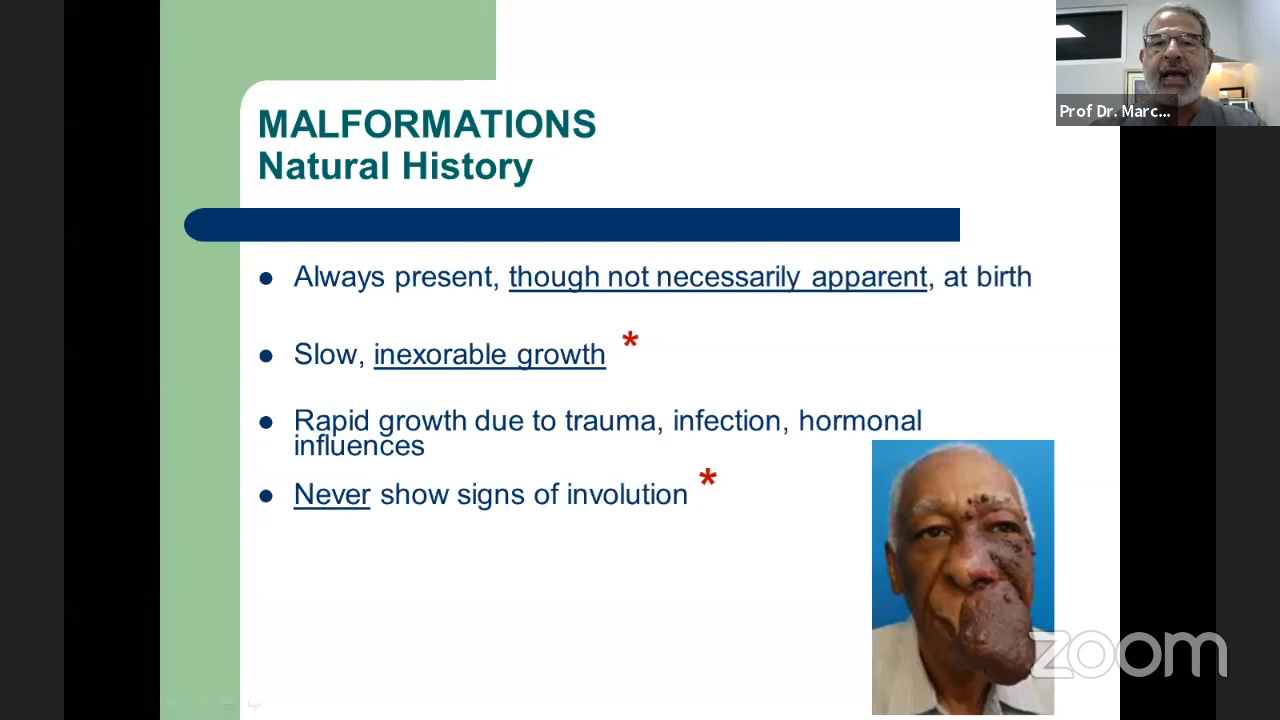 Prof Dr. Marc...
MALFORMATIONS
Natural History
Always present, though not necessarily apparent, at birth
Slow, inexorable growth *
Rapid growth due to trauma, infection, hormonal
influences
Never show signs of involution *
zoom